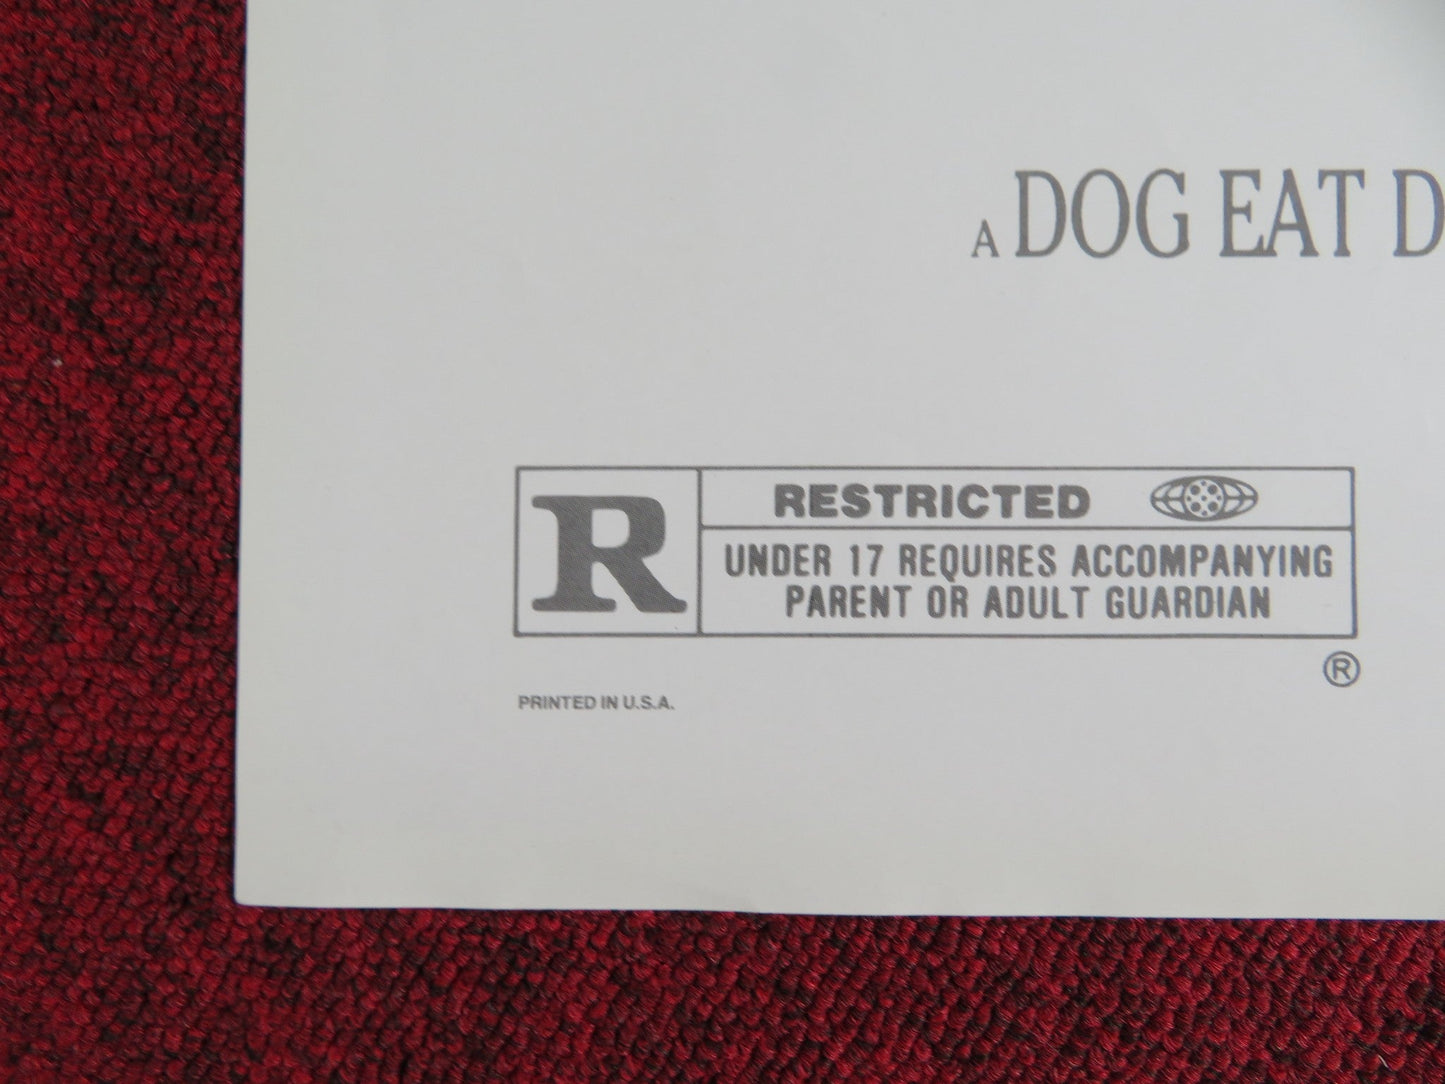 A DOG EAT D
R
RESTRICTED
UNDER 17 REQUIRES ACCOMPANYING
PARENT OR ADULT GUARDIAN
®
PRINTED IN U.S.A.